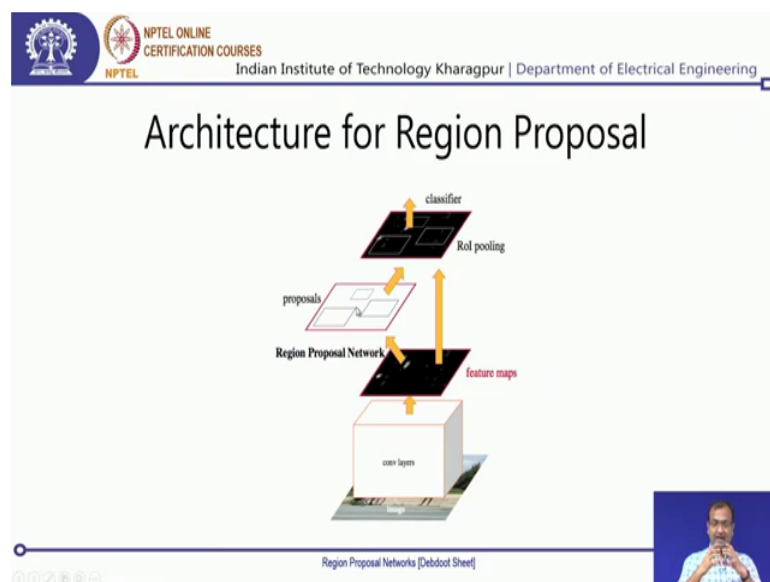 NPTEL ONLINE
CERTIFICATION COURSES
NPTEL
Indian Institute of Technology Kharagpur | Department of Electrical Engineering
Architecture for Region Proposal
classifier
RoI pooling
proposals
Region Proposal Network
feature maps
conv layers
image
Region Proposal Networks [Debdoot Sheet]